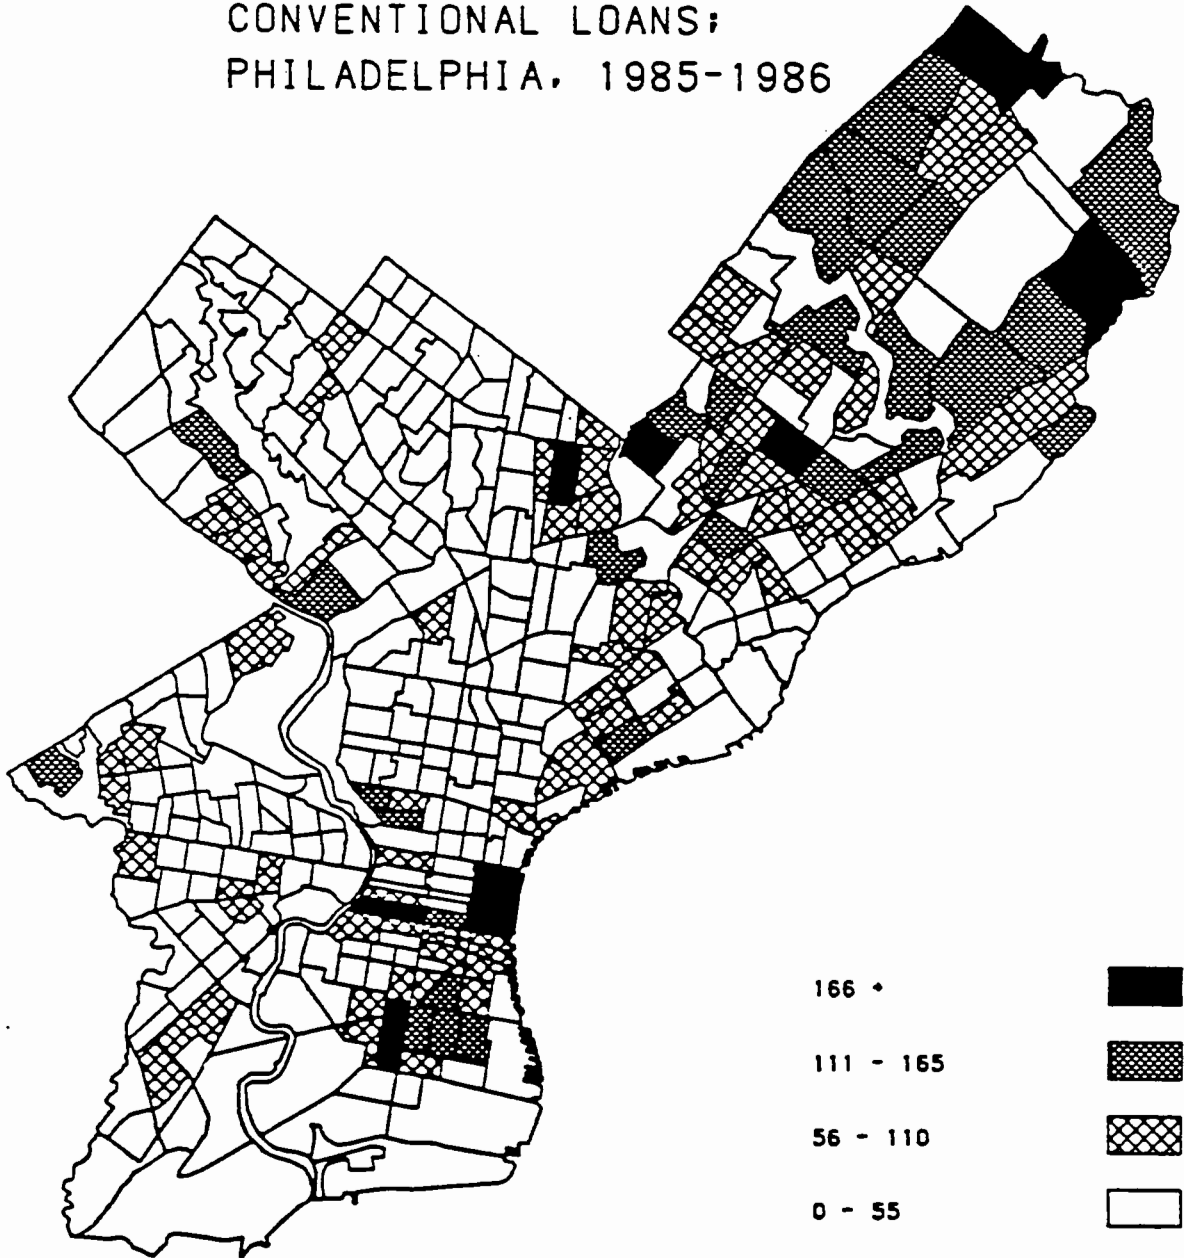 CONVENTIONAL LOANS;
PHILADELPHIA, 1985-1986
166 +
111 - 165
56 - 110
0 - 55